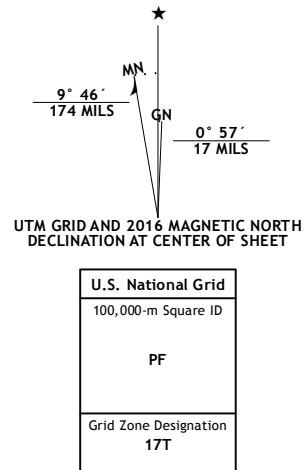 ★
MN
GN
9° 46´
174 MILS
0° 57´
17 MILS
UTM GRID AND 2016 MAGNETIC NORTH
DECLINATION AT CENTER OF SHEET
U.S. National Grid
100,000-m Square ID
PF
Grid Zone Designation
17T